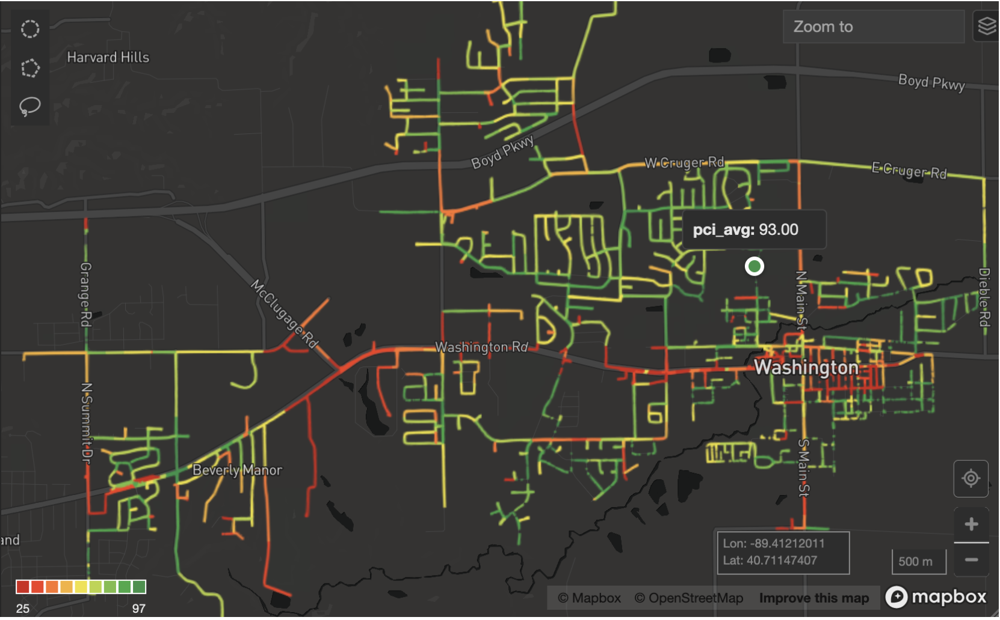 Zoom to
Harvard Hills
Boyd Pkwy
Boyd Pkwy
W Cruger Rd
E Cruger Rd
pci_avg: 93.00
Grange Rd
McClugage Rd
N Main St
Dieble Rd
Washington Rd
Washington
N Summit Dr
Beverly Manor
S Main St
and
Lon: -89.41212011
Lat: 40.71147407
500 m
25
97
© Mapbox © OpenStreetMap Improve this map
mapbox